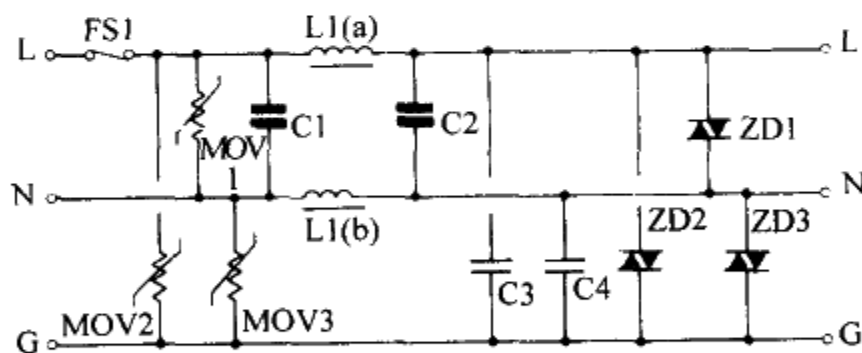 FS1
L1(a)
L
L
C1
C2
ZD1
MOV
1
N
N
L1(b)
ZD2
ZD3
C3
C4
MOV2
MOV3
G
G